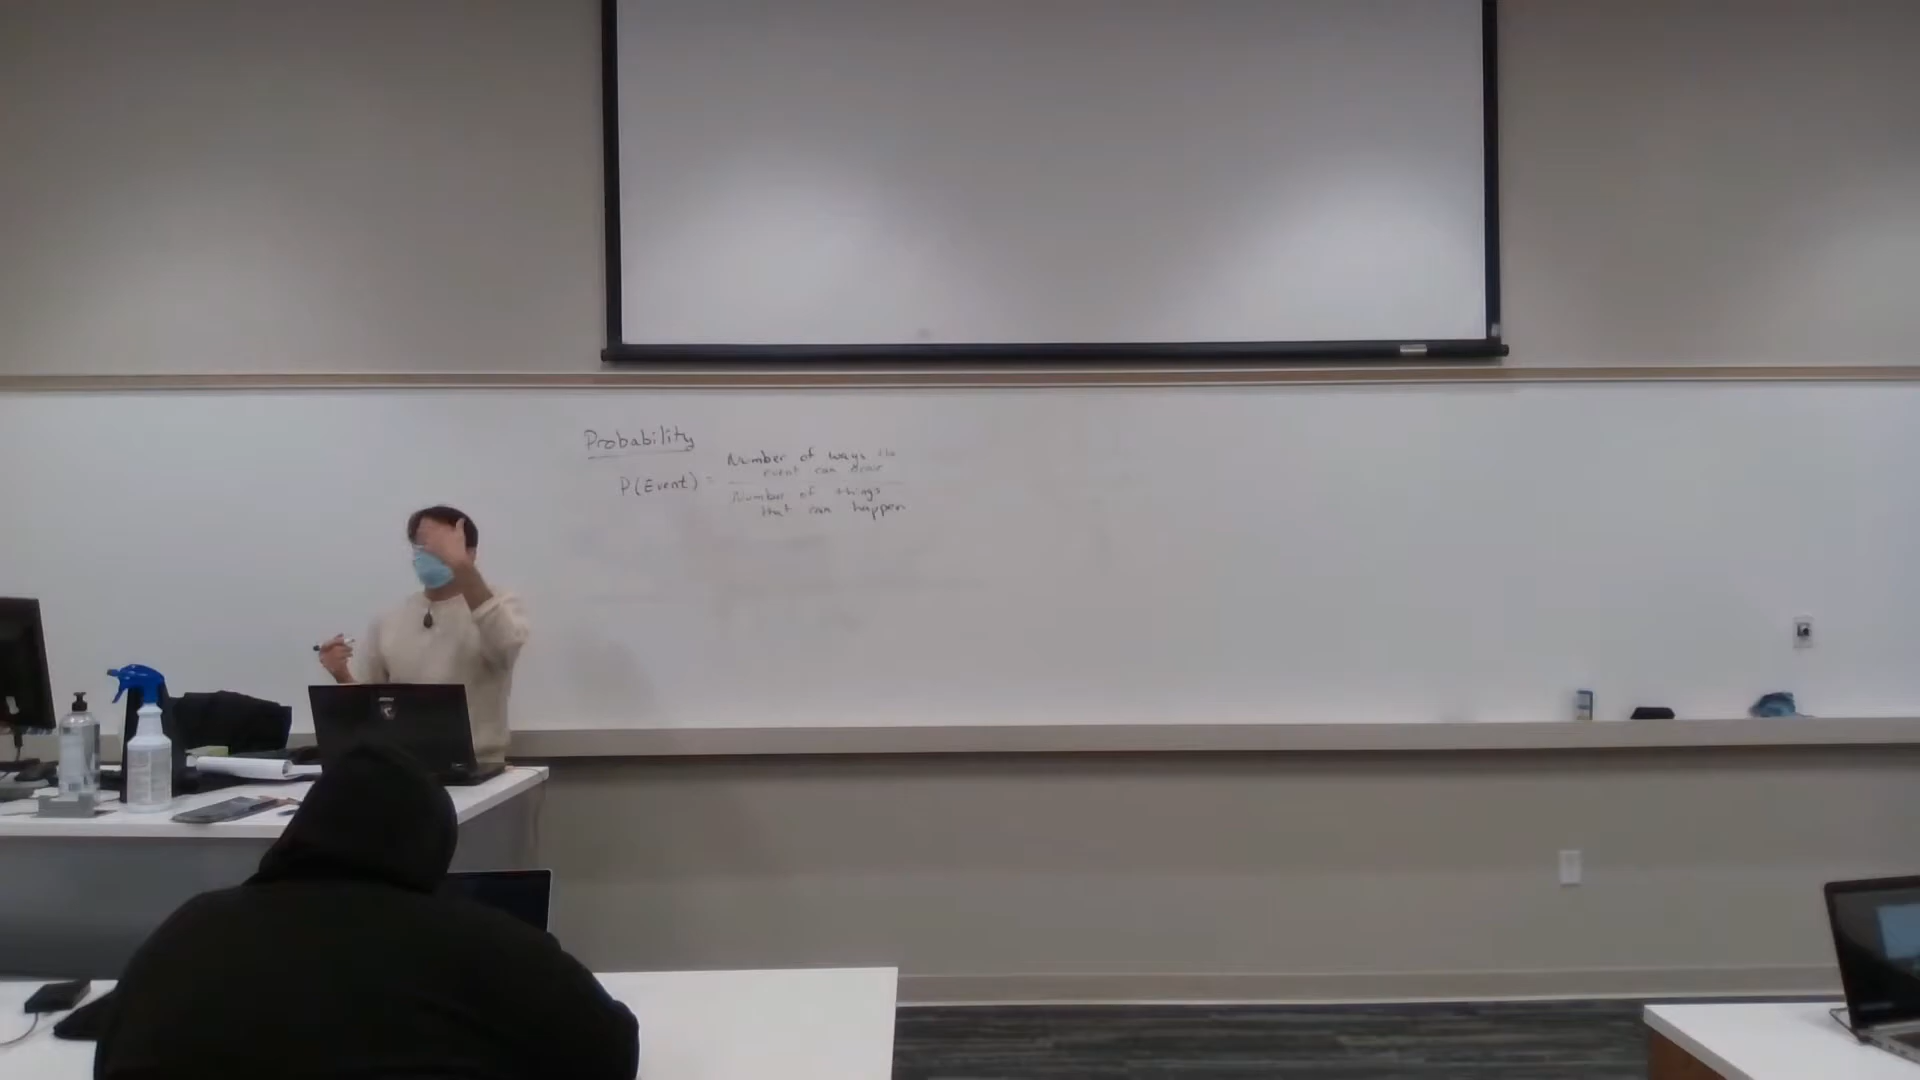 Probability
P(Event) =
Number of ways the
event can occur
Number of things
that can happen